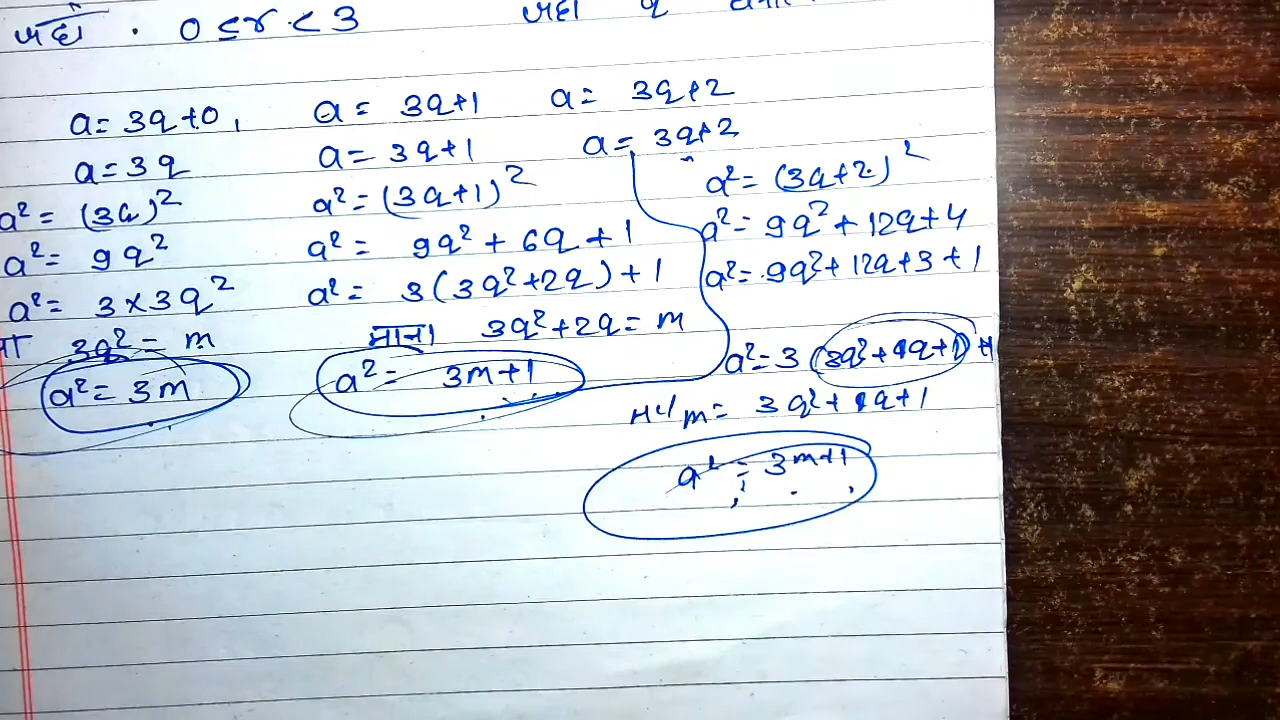 जहाँ . 0 ≤ r < 3 जहाँ q
a = 3q + 0 , a = 3q+1 a = 3q+2
a = 3q a = 3q+1 a = 3q+2
a² = (3q)² a² = (3q+1)² a² = (3q+2)²
a² = 9q² a² = 9q² + 6q + 1 a² = 9q² + 12q + 4
a² = 3×3q² a² = 3(3q²+2q) + 1 a² = 9q² + 12q + 3 + 1
3q² = m माना 3q²+2q = m a² = 3(3q²+4q+1)+1
a² = 3m a² = 3m+1 m = 3q² + 4q + 1
a² = 3m+1